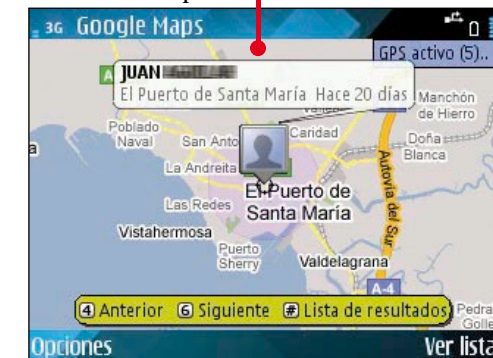 3G Google Maps
GPS activo (5)..
JUAN
El Puerto de Santa María Hace 20 días
Manchón
de Hierro
Poblado
Naval
San Anto
Caridad
Doña
Blanca
La Andreita
Autovía del Sur
Las Redes
El Puerto de
Santa María
Vistahermosa
Puerto
Sherry
Valdelagrana
A-4
4 Anterior 6 Siguiente # Lista de resultados
Pedra
Golle
Opciones Ver lista